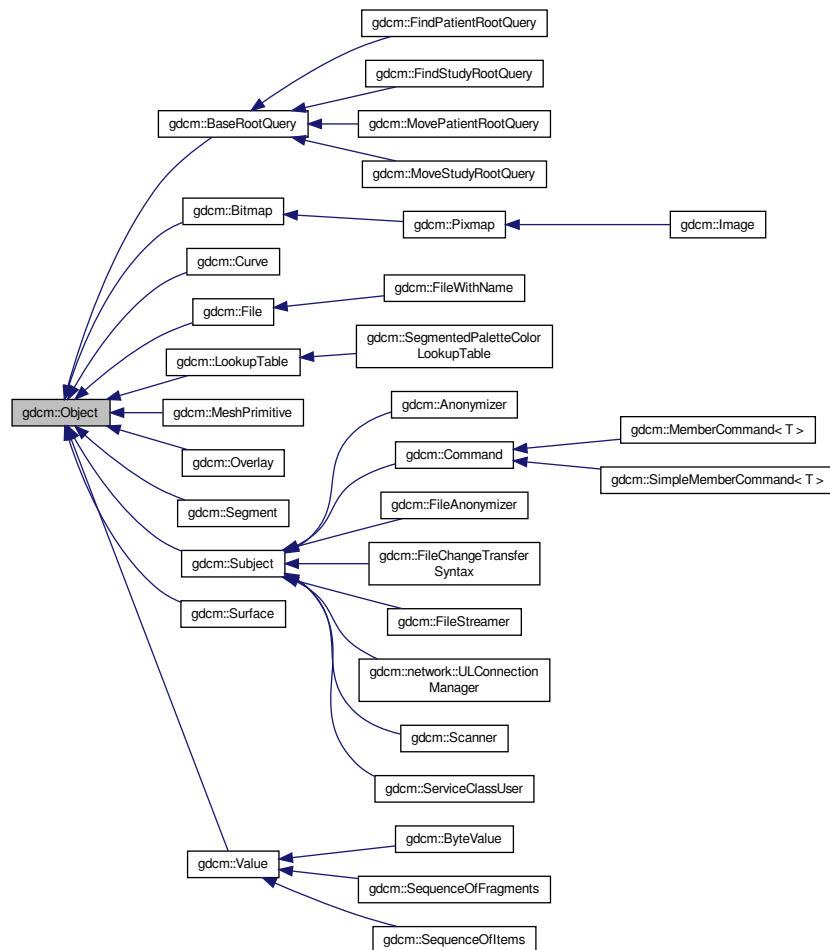 gdcm::FindPatientRootQuery
gdcm::FindStudyRootQuery
gdcm::BaseRootQuery
gdcm::MovePatientRootQuery
gdcm::MoveStudyRootQuery
gdcm::Bitmap
gdcm::Pixmap
gdcm::Image
gdcm::Curve
gdcm::FileWithName
gdcm::File
gdcm::SegmentedPaletteColor
LookupTable
gdcm::LookupTable
gdcm::Object
gdcm::MeshPrimitive
gdcm::Anonymizer
gdcm::MemberCommand< T >
gdcm::Overlay
gdcm::Command
gdcm::SimpleMemberCommand< T >
gdcm::Segment
gdcm::FileAnonymizer
gdcm::Subject
gdcm::FileChangeTransfer
Syntax
gdcm::Surface
gdcm::FileStreamer
gdcm::network::ULConnection
Manager
gdcm::Scanner
gdcm::ServiceClassUser
gdcm::ByteValue
gdcm::Value
gdcm::SequenceOfFragments
gdcm::SequenceOfItems